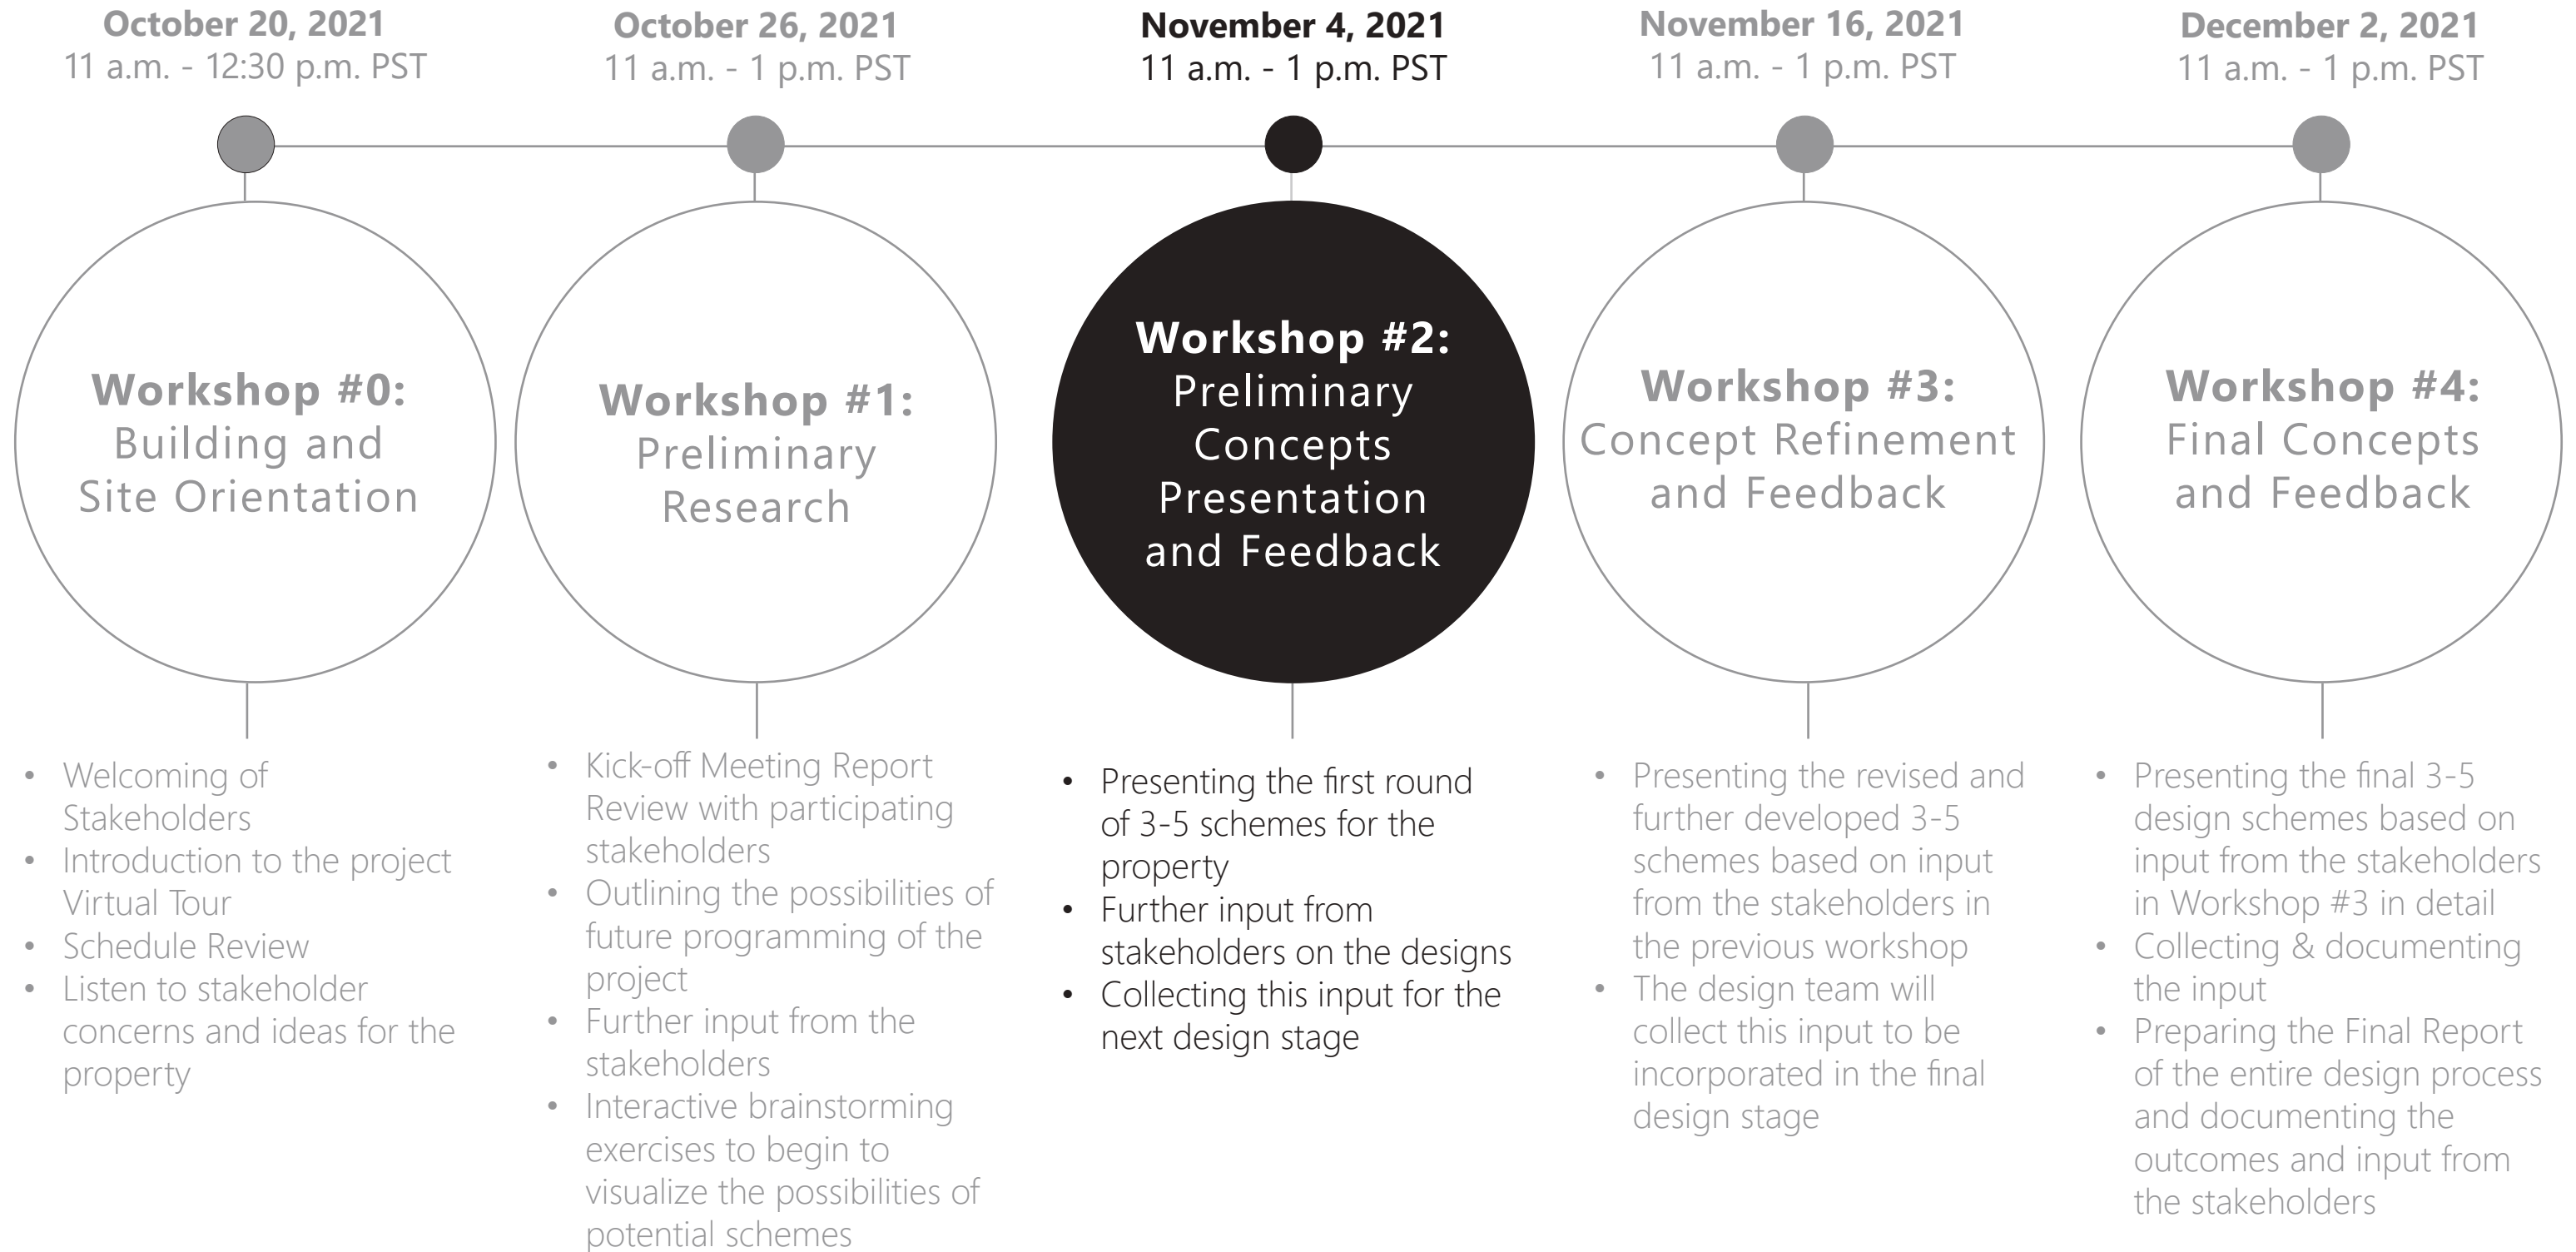 October 20, 2021
11 a.m. - 12:30 p.m. PST
October 26, 2021
11 a.m. - 1 p.m. PST
November 4, 2021
11 a.m. - 1 p.m. PST
November 16, 2021
11 a.m. - 1 p.m. PST
December 2, 2021
11 a.m. - 1 p.m. PST
Workshop #0:
Building and
Site Orientation
Workshop #1:
Preliminary
Research
Workshop #2:
Preliminary
Concepts
Presentation
and Feedback
Workshop #3:
Concept Refinement
and Feedback
Workshop #4:
Final Concepts
and Feedback
• Welcoming of
Stakeholders
• Introduction to the project
Virtual Tour
• Schedule Review
• Listen to stakeholder
concerns and ideas for the
property
• Kick-off Meeting Report
Review with participating
stakeholders
• Outlining the possibilities of
future programming of the
project
• Further input from the
stakeholders
• Interactive brainstorming
exercises to begin to
visualize the possibilities of
potential schemes
• Presenting the first round
of 3-5 schemes for the
property
• Further input from
stakeholders on the designs
• Collecting this input for the
next design stage
• Presenting the revised and
further developed 3-5
schemes based on input
from the stakeholders in
the previous workshop
• The design team will
collect this input to be
incorporated in the final
design stage
• Presenting the final 3-5
design schemes based on
input from the stakeholders
in Workshop #3 in detail
• Collecting & documenting
the input
• Preparing the Final Report
of the entire design process
and documenting the
outcomes and input from
the stakeholders